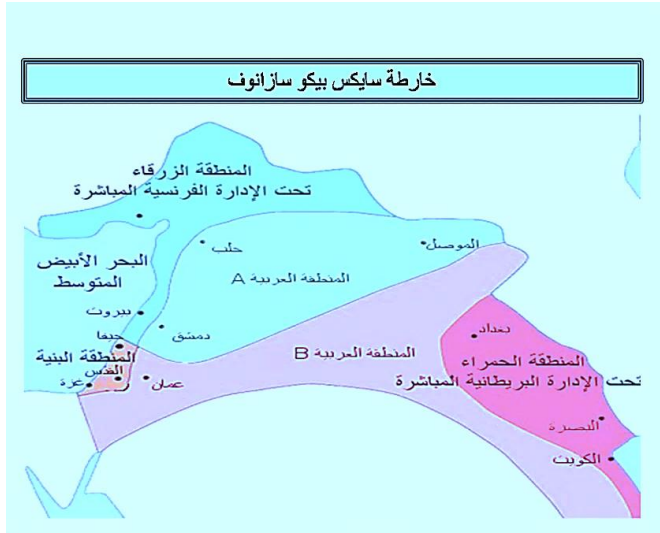 خارطة سايكس بيكو سازانوف
المنطقة الزرقاء
تحت الإدارة الفرنسية المباشرة
حلب
الموصل
البحر الأبيض
المتوسط
المنطقة العربية A
بيروت
دمشق
بغداد
حيفا
المنطقة البنية
المنطقة العربية B
المنطقة الحمراء
تحت الإدارة البريطانية المباشرة
القدس
غزة
عمان
البصرة
الكويت